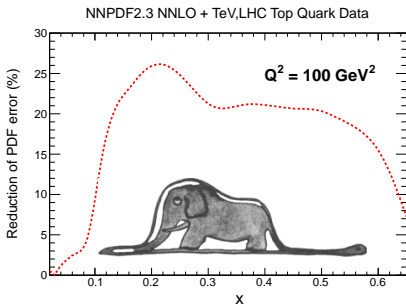 NNPDF2.3 NNLO + TeV,LHC Top Quark Data
Q² = 100 GeV²
Reduction of PDF error (%)
30
25
20
15
10
5
0
0.1 0.2 0.3 0.4 0.5 0.6
x